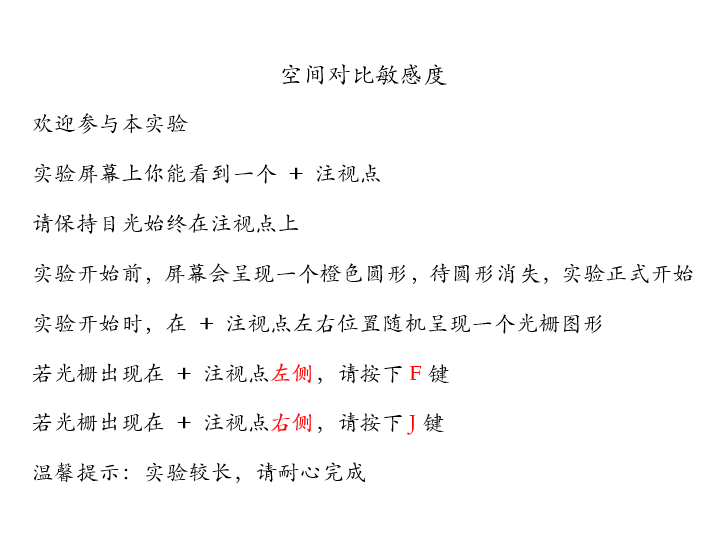 空间对比敏感度
欢迎参与本实验
实验屏幕上你能看到一个 + 注视点
请保持目光始终在注视点上
实验开始前，屏幕会呈现一个橙色圆形，待圆形消失，实验正式开始
实验开始时，在 + 注视点左右位置随机呈现一个光栅图形
若光栅出现在 + 注视点左侧，请按下 F 键
若光栅出现在 + 注视点右侧，请按下 J 键
温馨提示：实验较长，请耐心完成